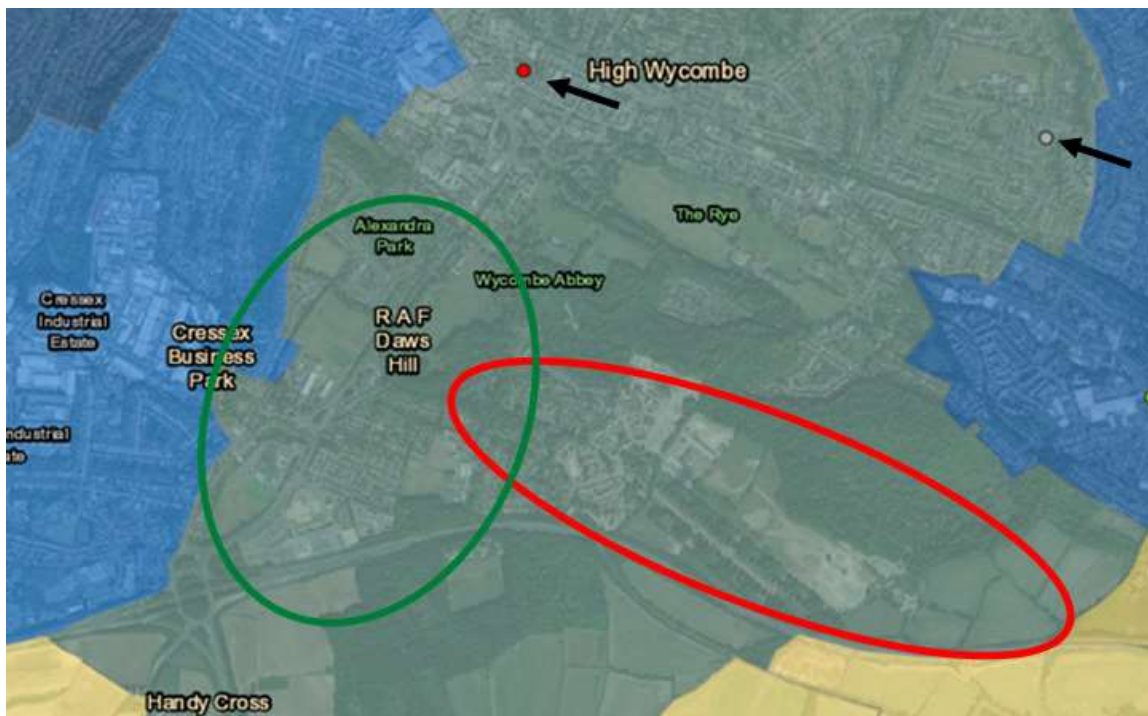 High Wycombe
The Rye
Alexandra
Park
Wycombe Abbey
Cressex
Industrial
Estate
Cressex
Business
Park
R A F
Daws
Hill
ndustrial
ate
Handy Cross